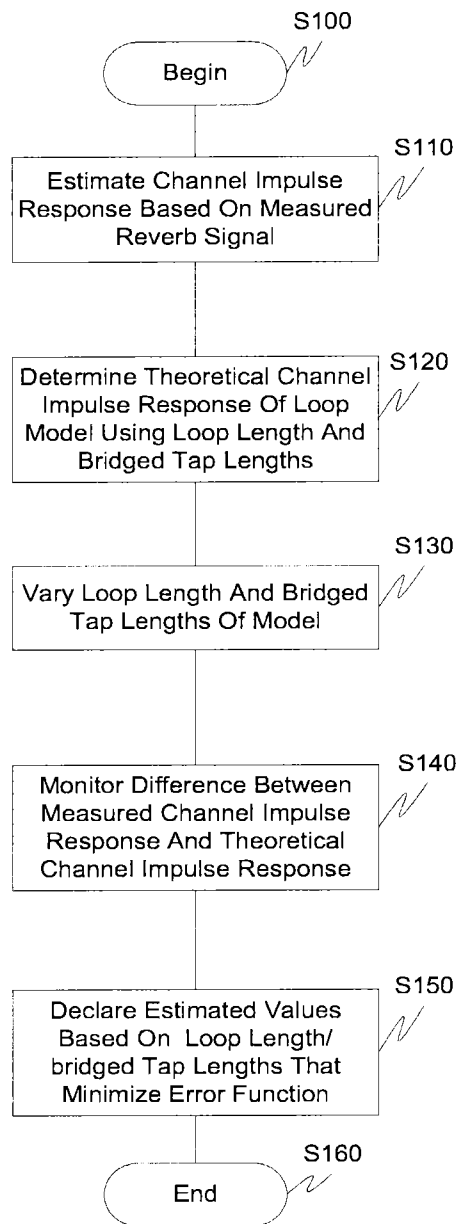 S100
Begin
S110
Estimate Channel Impulse
Response Based On Measured
Reverb Signal
S120
Determine Theoretical Channel
Impulse Response Of Loop
Model Using Loop Length And
Bridged Tap Lengths
S130
Vary Loop Length And Bridged
Tap Lengths Of Model
S140
Monitor Difference Between
Measured Channel Impulse
Response And Theoretical
Channel Impulse Response
S150
Declare Estimated Values
Based On Loop Length/
bridged Tap Lengths That
Minimize Error Function
S160
End